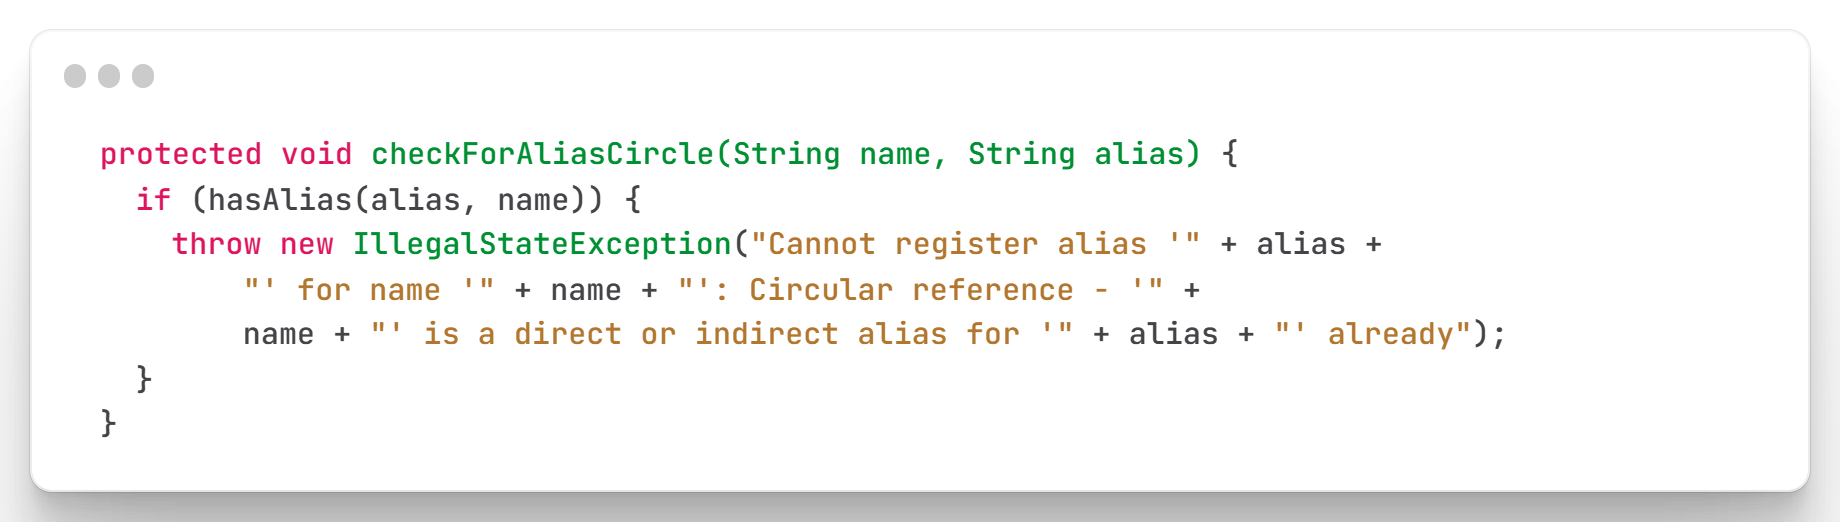 protected void checkForAliasCircle(String name, String alias) {
  if (hasAlias(alias, name)) {
    throw new IllegalStateException("Cannot register alias '" + alias +
        "' for name '" + name + "': Circular reference - '" +
        name + "' is a direct or indirect alias for '" + alias + "' already");
  }
}